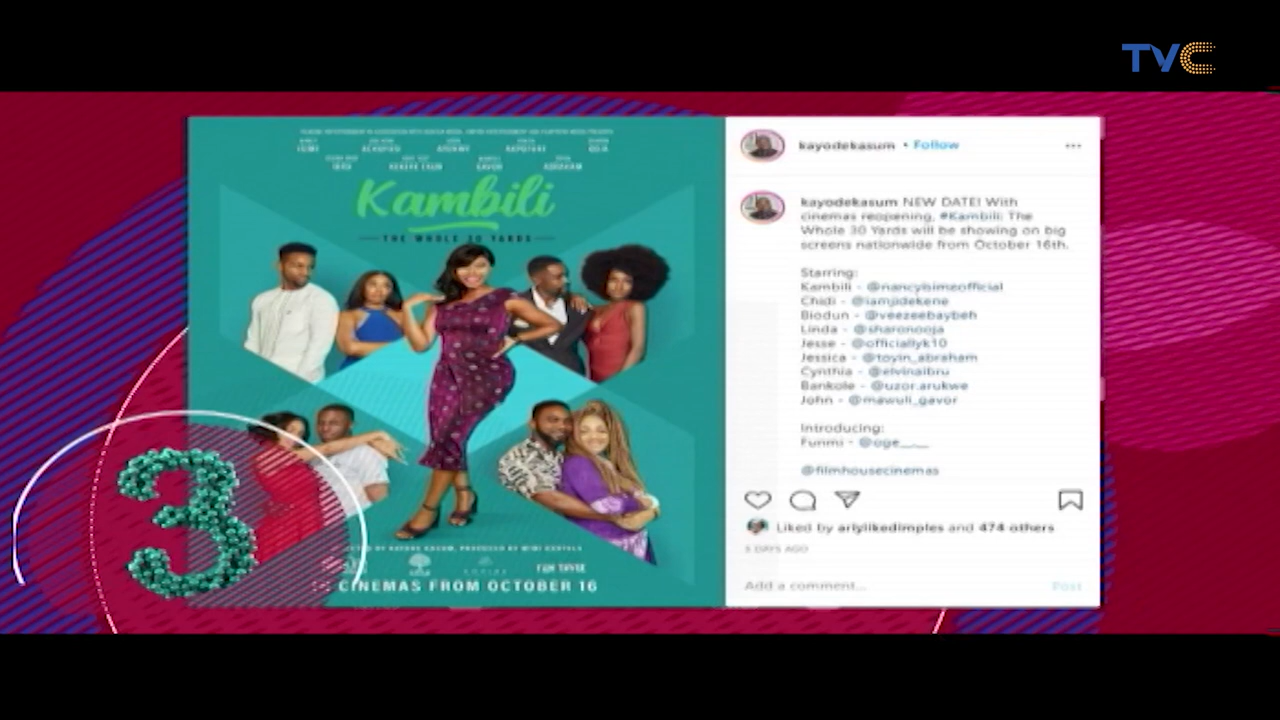 TVC
Kambili
THE WHOLE 30 YARDS
CINEMAS FROM OCTOBER 16
3
kayodekasum • Follow
kayodekasum NEW DATE! With
cinemas reopening, #Kambili: The
Whole 30 Yards will be showing on big
screens nationwide from October 16th.
Starring:
Kambili - @nancyisimeofficial
Chidi - @iamjidekene
Biodun - @veezeebaybeh
Linda - @sharonooja
Jesse - @officiallyk10
Jessica - @toyin_abraham
Cynthia - @elvinaibru
Bankole - @uzor.arukwe
John - @mawuli_gavor
Introducing:
Funmi -
@filmhousecinemas
Liked by arlylikedimples and 474 others
5 DAYS AGO
Add a comment...
Post